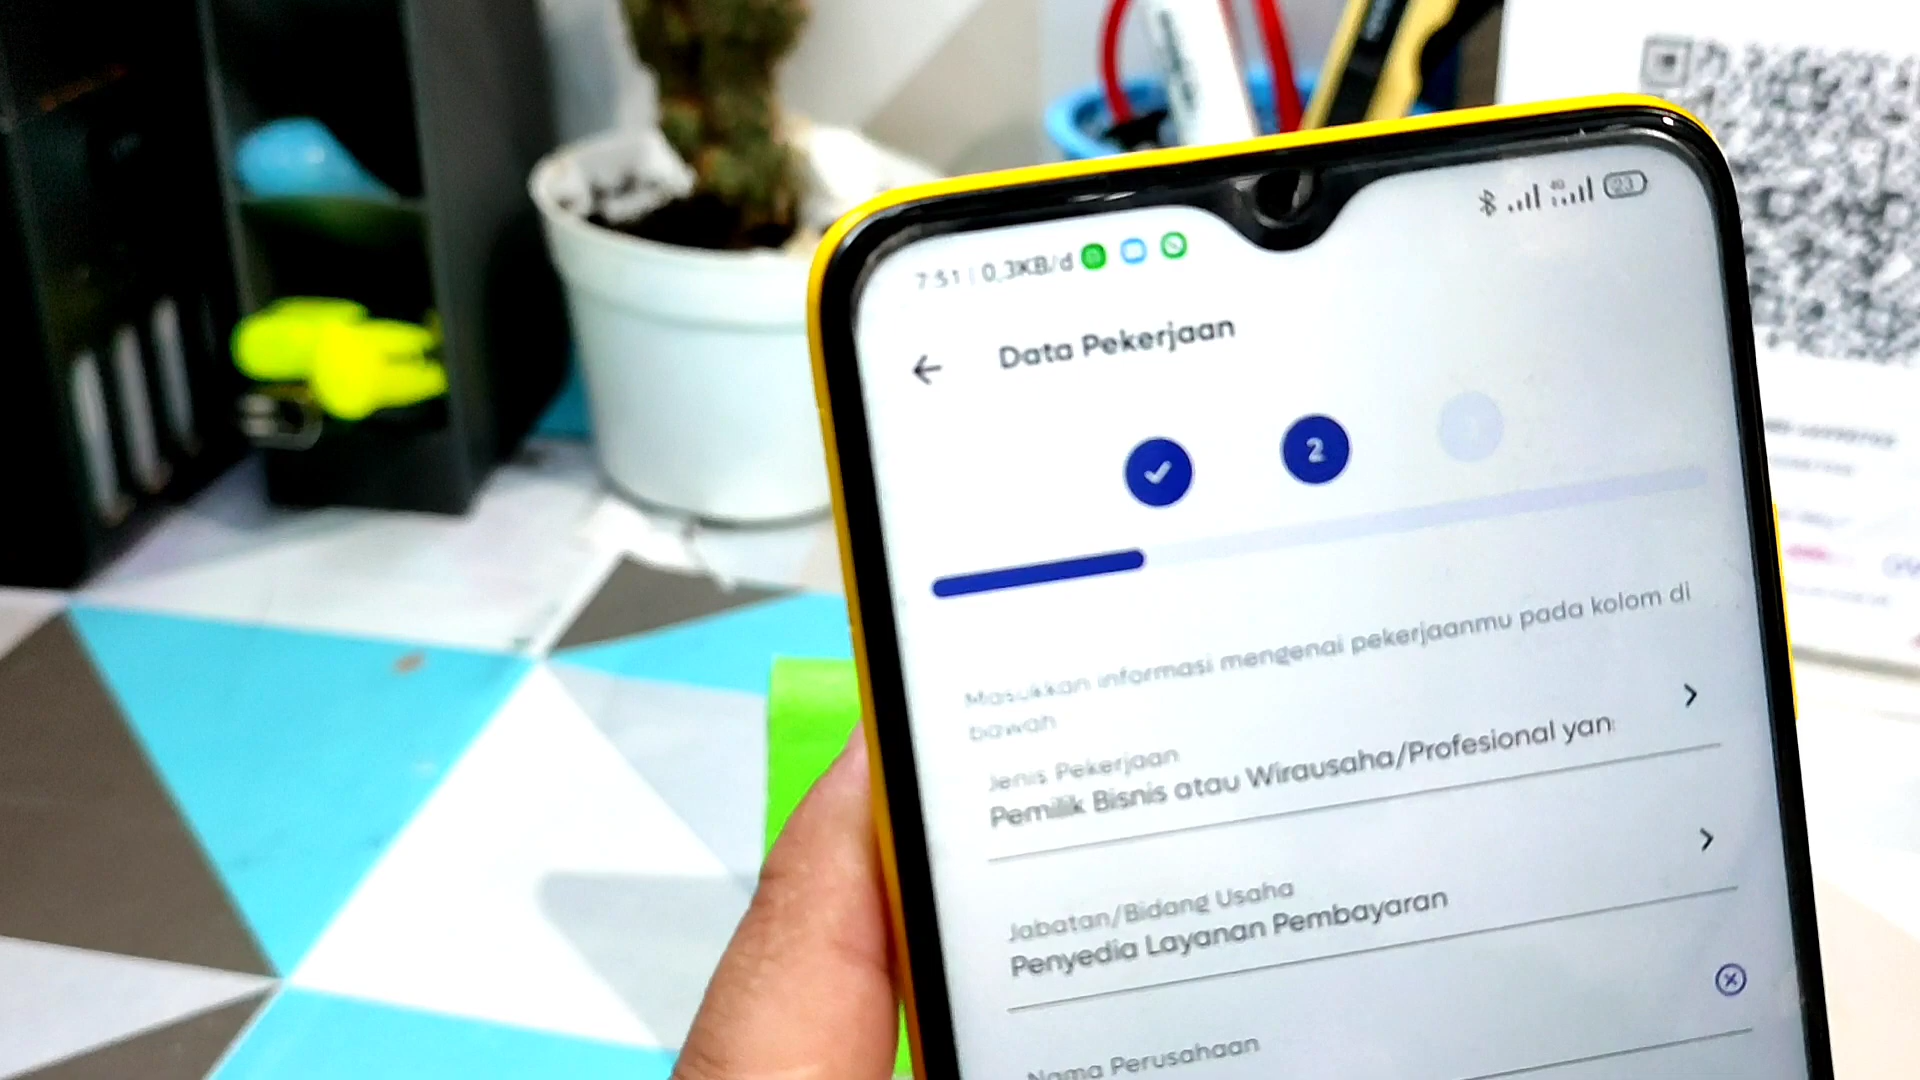 7:51 | 0,3KB/d
23
Data Pekerjaan
2
Masukkan informasi mengenai pekerjaanmu pada kolom di
bawah
Jenis Pekerjaan
Pemilik Bisnis atau Wirausaha/Profesional yan
Jabatan/Bidang Usaha
Penyedia Layanan Pembayaran
Nama Perusahaan